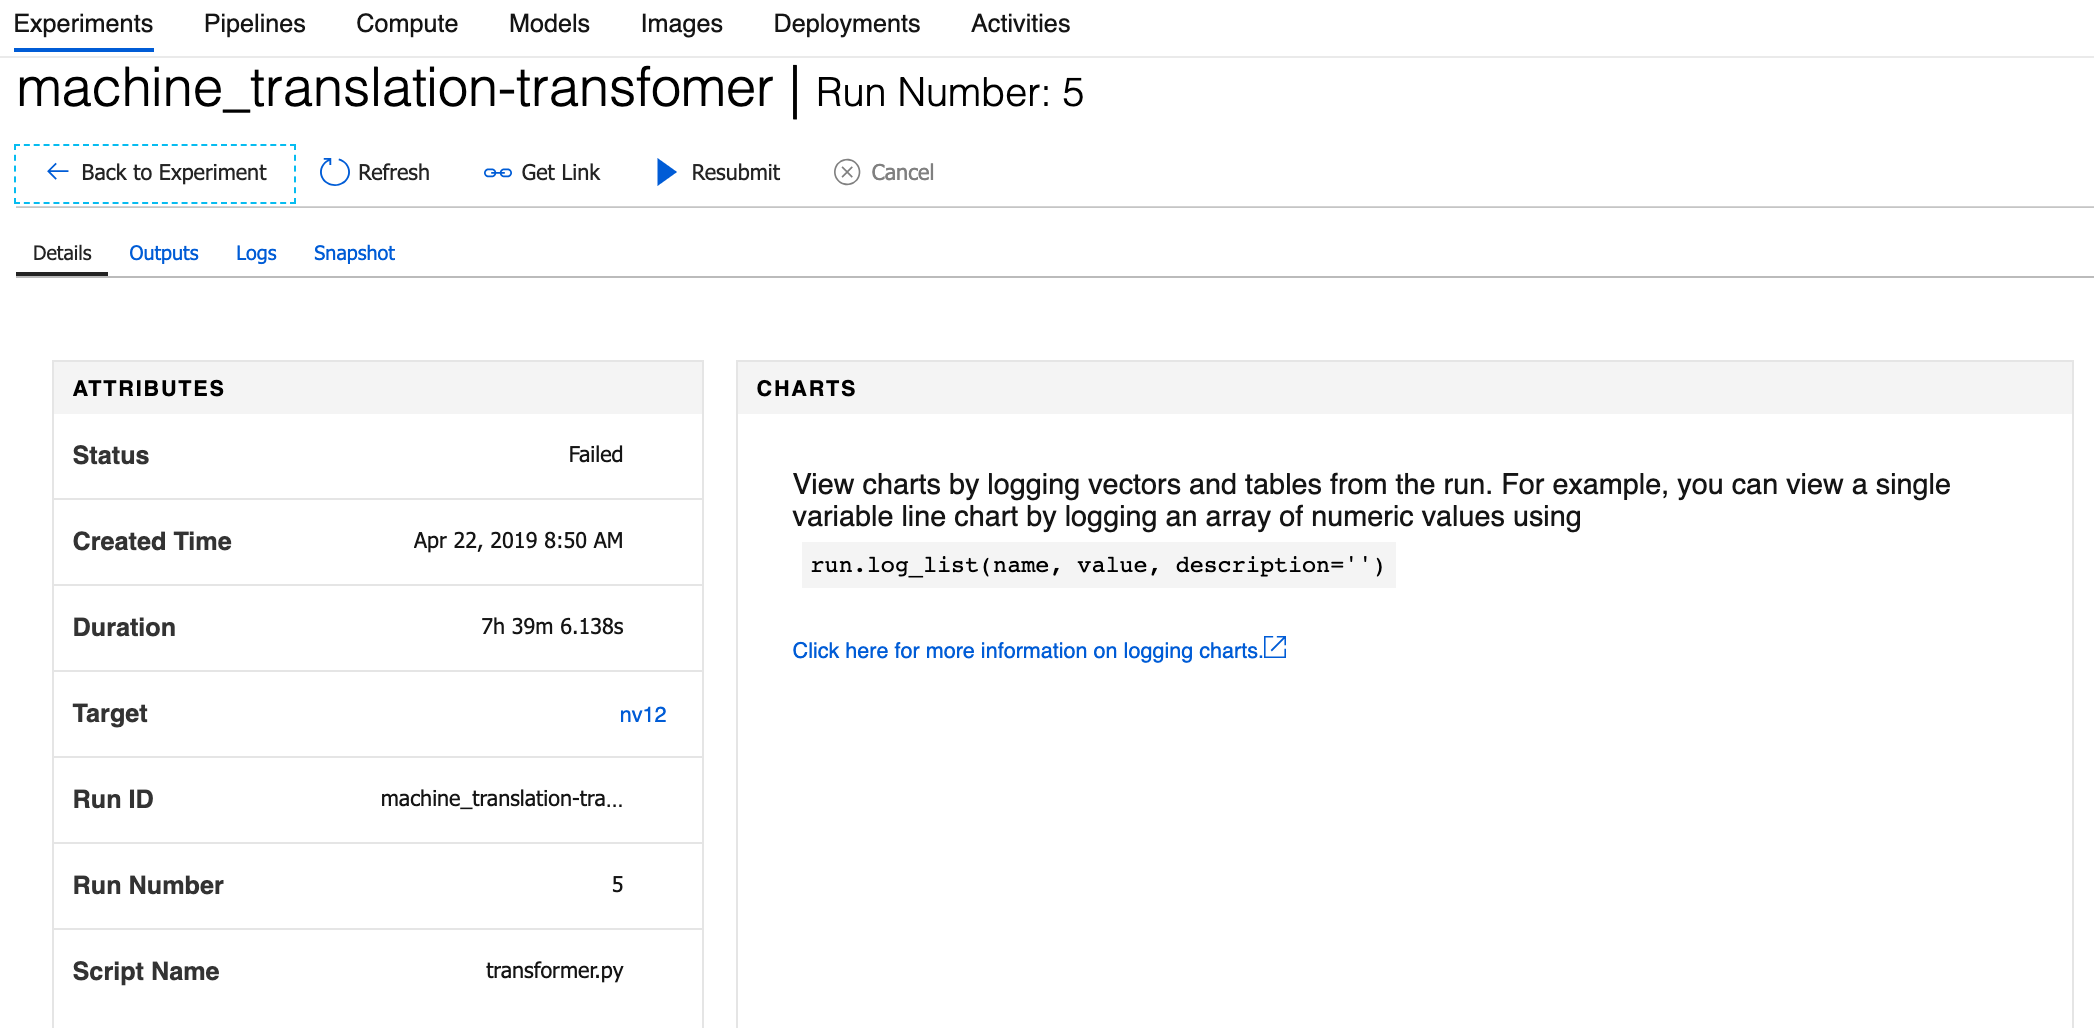 Experiments Pipelines Compute Models Images Deployments Activities
machine_translation-transfomer | Run Number: 5
Back to Experiment Refresh Get Link Resubmit Cancel
Details Outputs Logs Snapshot
ATTRIBUTES
Status Failed
Created Time Apr 22, 2019 8:50 AM
Duration 7h 39m 6.138s
Target nv12
Run ID machine_translation-tra...
Run Number 5
Script Name transformer.py
CHARTS
View charts by logging vectors and tables from the run. For example, you can view a single
variable line chart by logging an array of numeric values using
run.log_list(name, value, description='')
Click here for more information on logging charts.